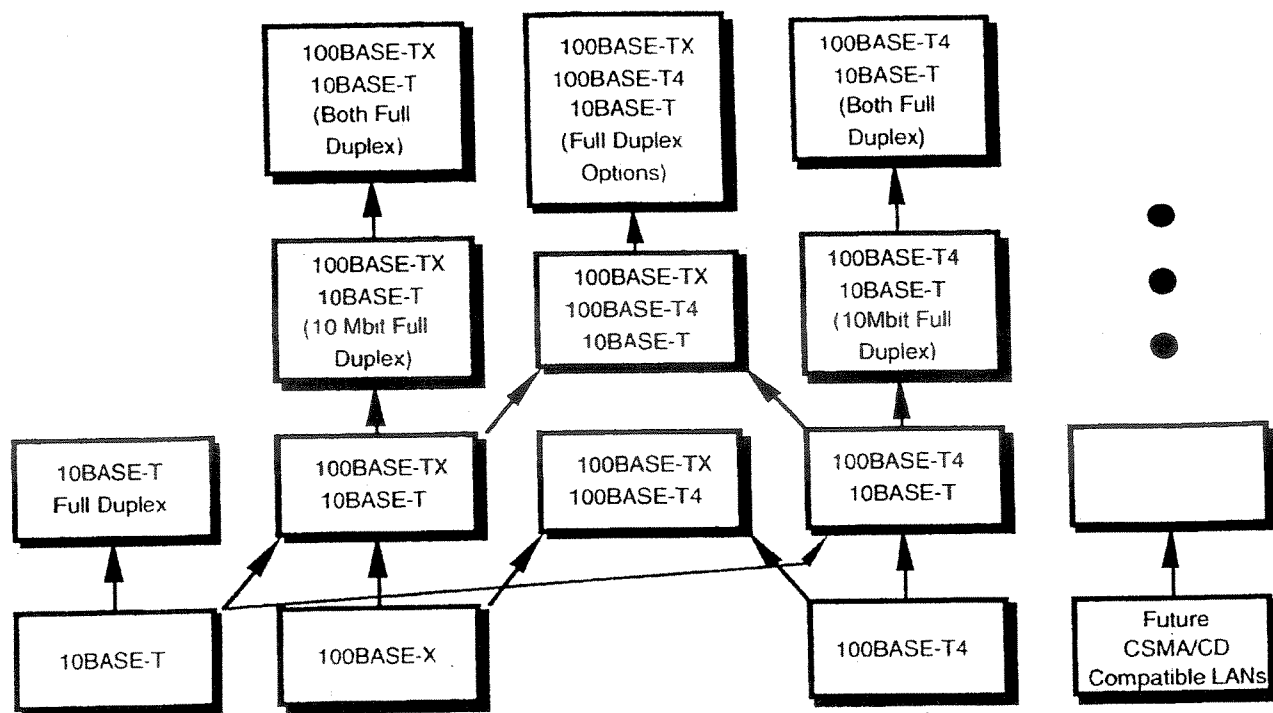 100BASE-TX
10BASE-T
(Both Full
Duplex)
100BASE-TX
100BASE-T4
10BASE-T
(Full Duplex
Options)
100BASE-T4
10BASE-T
(Both Full
Duplex)
100BASE-TX
10BASE-T
(10 Mbit Full
Duplex)
100BASE-TX
100BASE-T4
10BASE-T
100BASE-T4
10BASE-T
(10Mbit Full
Duplex)
10BASE-T
Full Duplex
100BASE-TX
10BASE-T
100BASE-TX
100BASE-T4
100BASE-T4
10BASE-T
10BASE-T
100BASE-X
100BASE-T4
Future
CSMA/CD
Compatible LANs